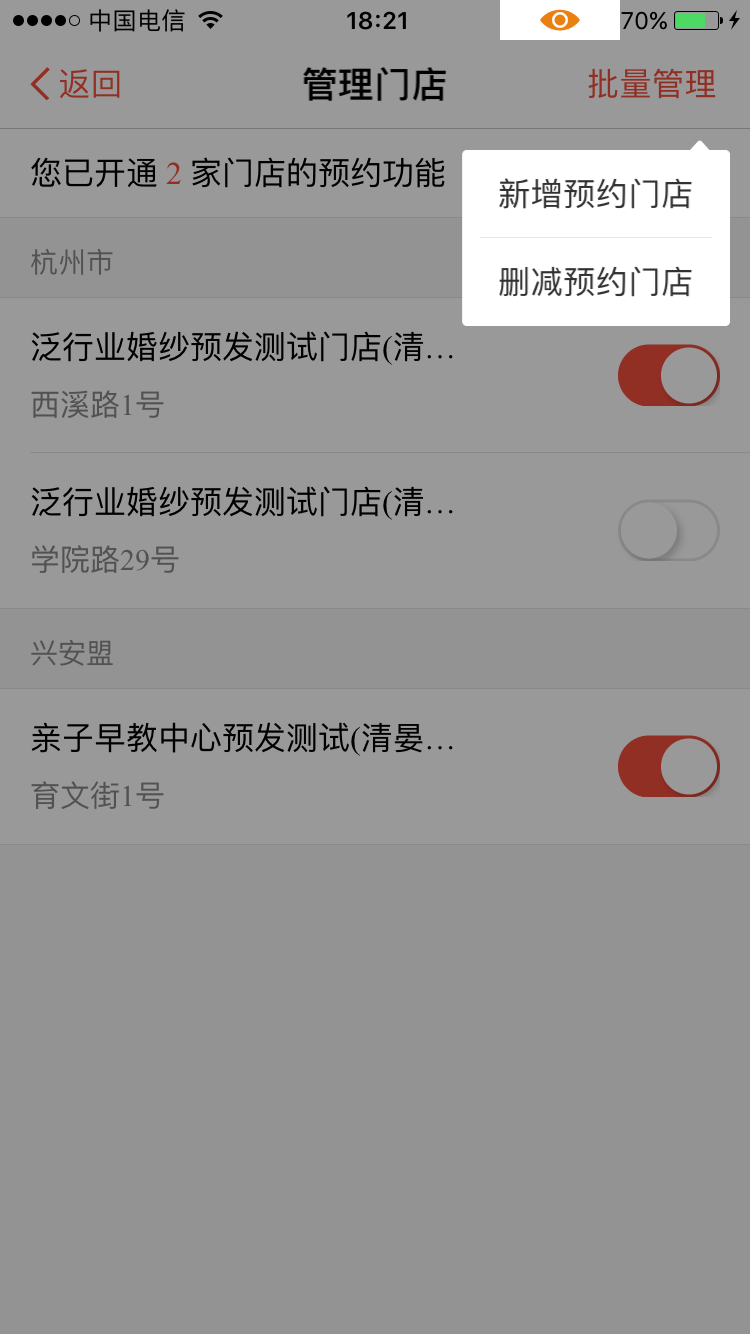 中国电信 18:21 70%
返回 管理门店 批量管理
您已开通 2 家门店的预约功能
新增预约门店
删减预约门店
杭州市
泛行业婚纱预发测试门店(清...
西溪路1号
泛行业婚纱预发测试门店(清...
学院路29号
兴安盟
亲子早教中心预发测试(清晏...
育文街1号